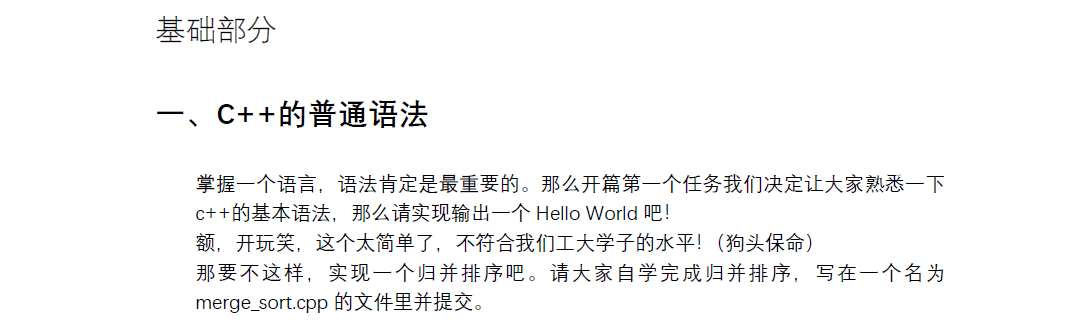 基础部分
一、C++的普通语法
掌握一个语言，语法肯定是最重要的。那么开篇第一个任务我们决定让大家熟悉一下
c++的基本语法，那么请实现输出一个 Hello World 吧！
额，开玩笑，这个太简单了，不符合我们工大学子的水平！（狗头保命）
那要不这样，实现一个归并排序吧。请大家自学完成归并排序，写在一个名为
merge_sort.cpp 的文件里并提交。